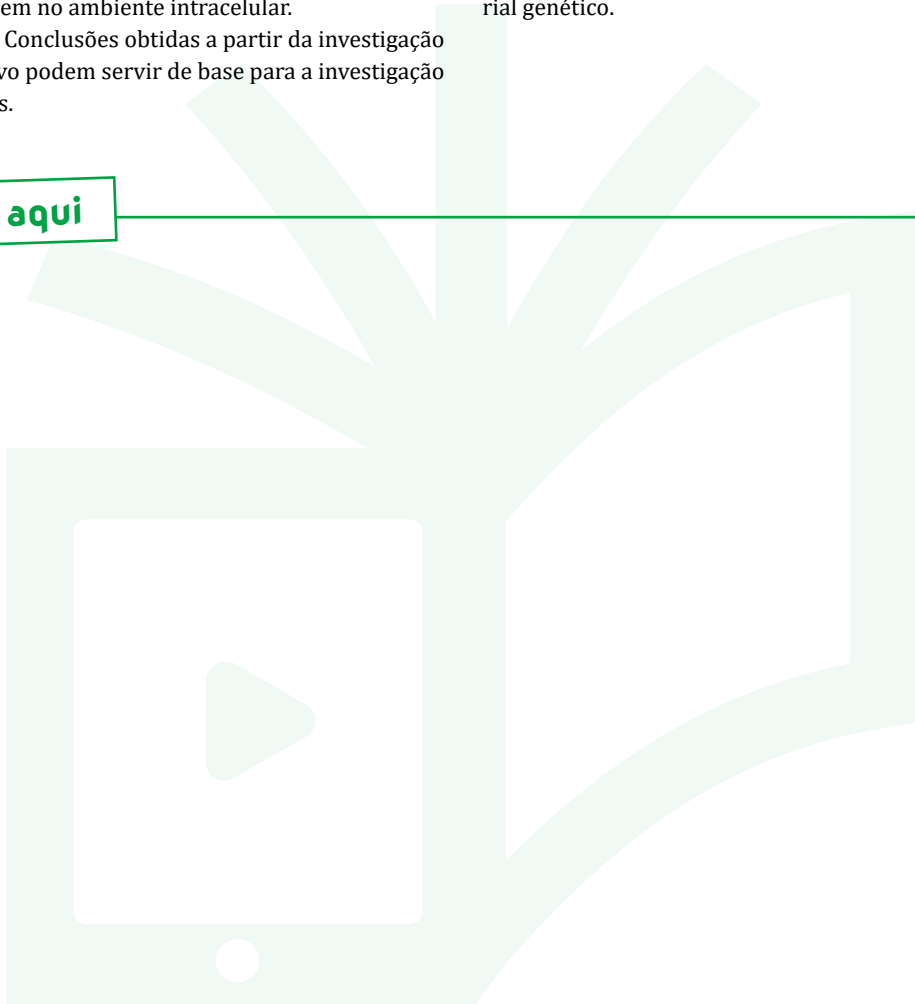 em no ambiente intracelular.
Conclusões obtidas a partir da investigação
vo podem servir de base para a investigação
s.
rial genético.
aqui